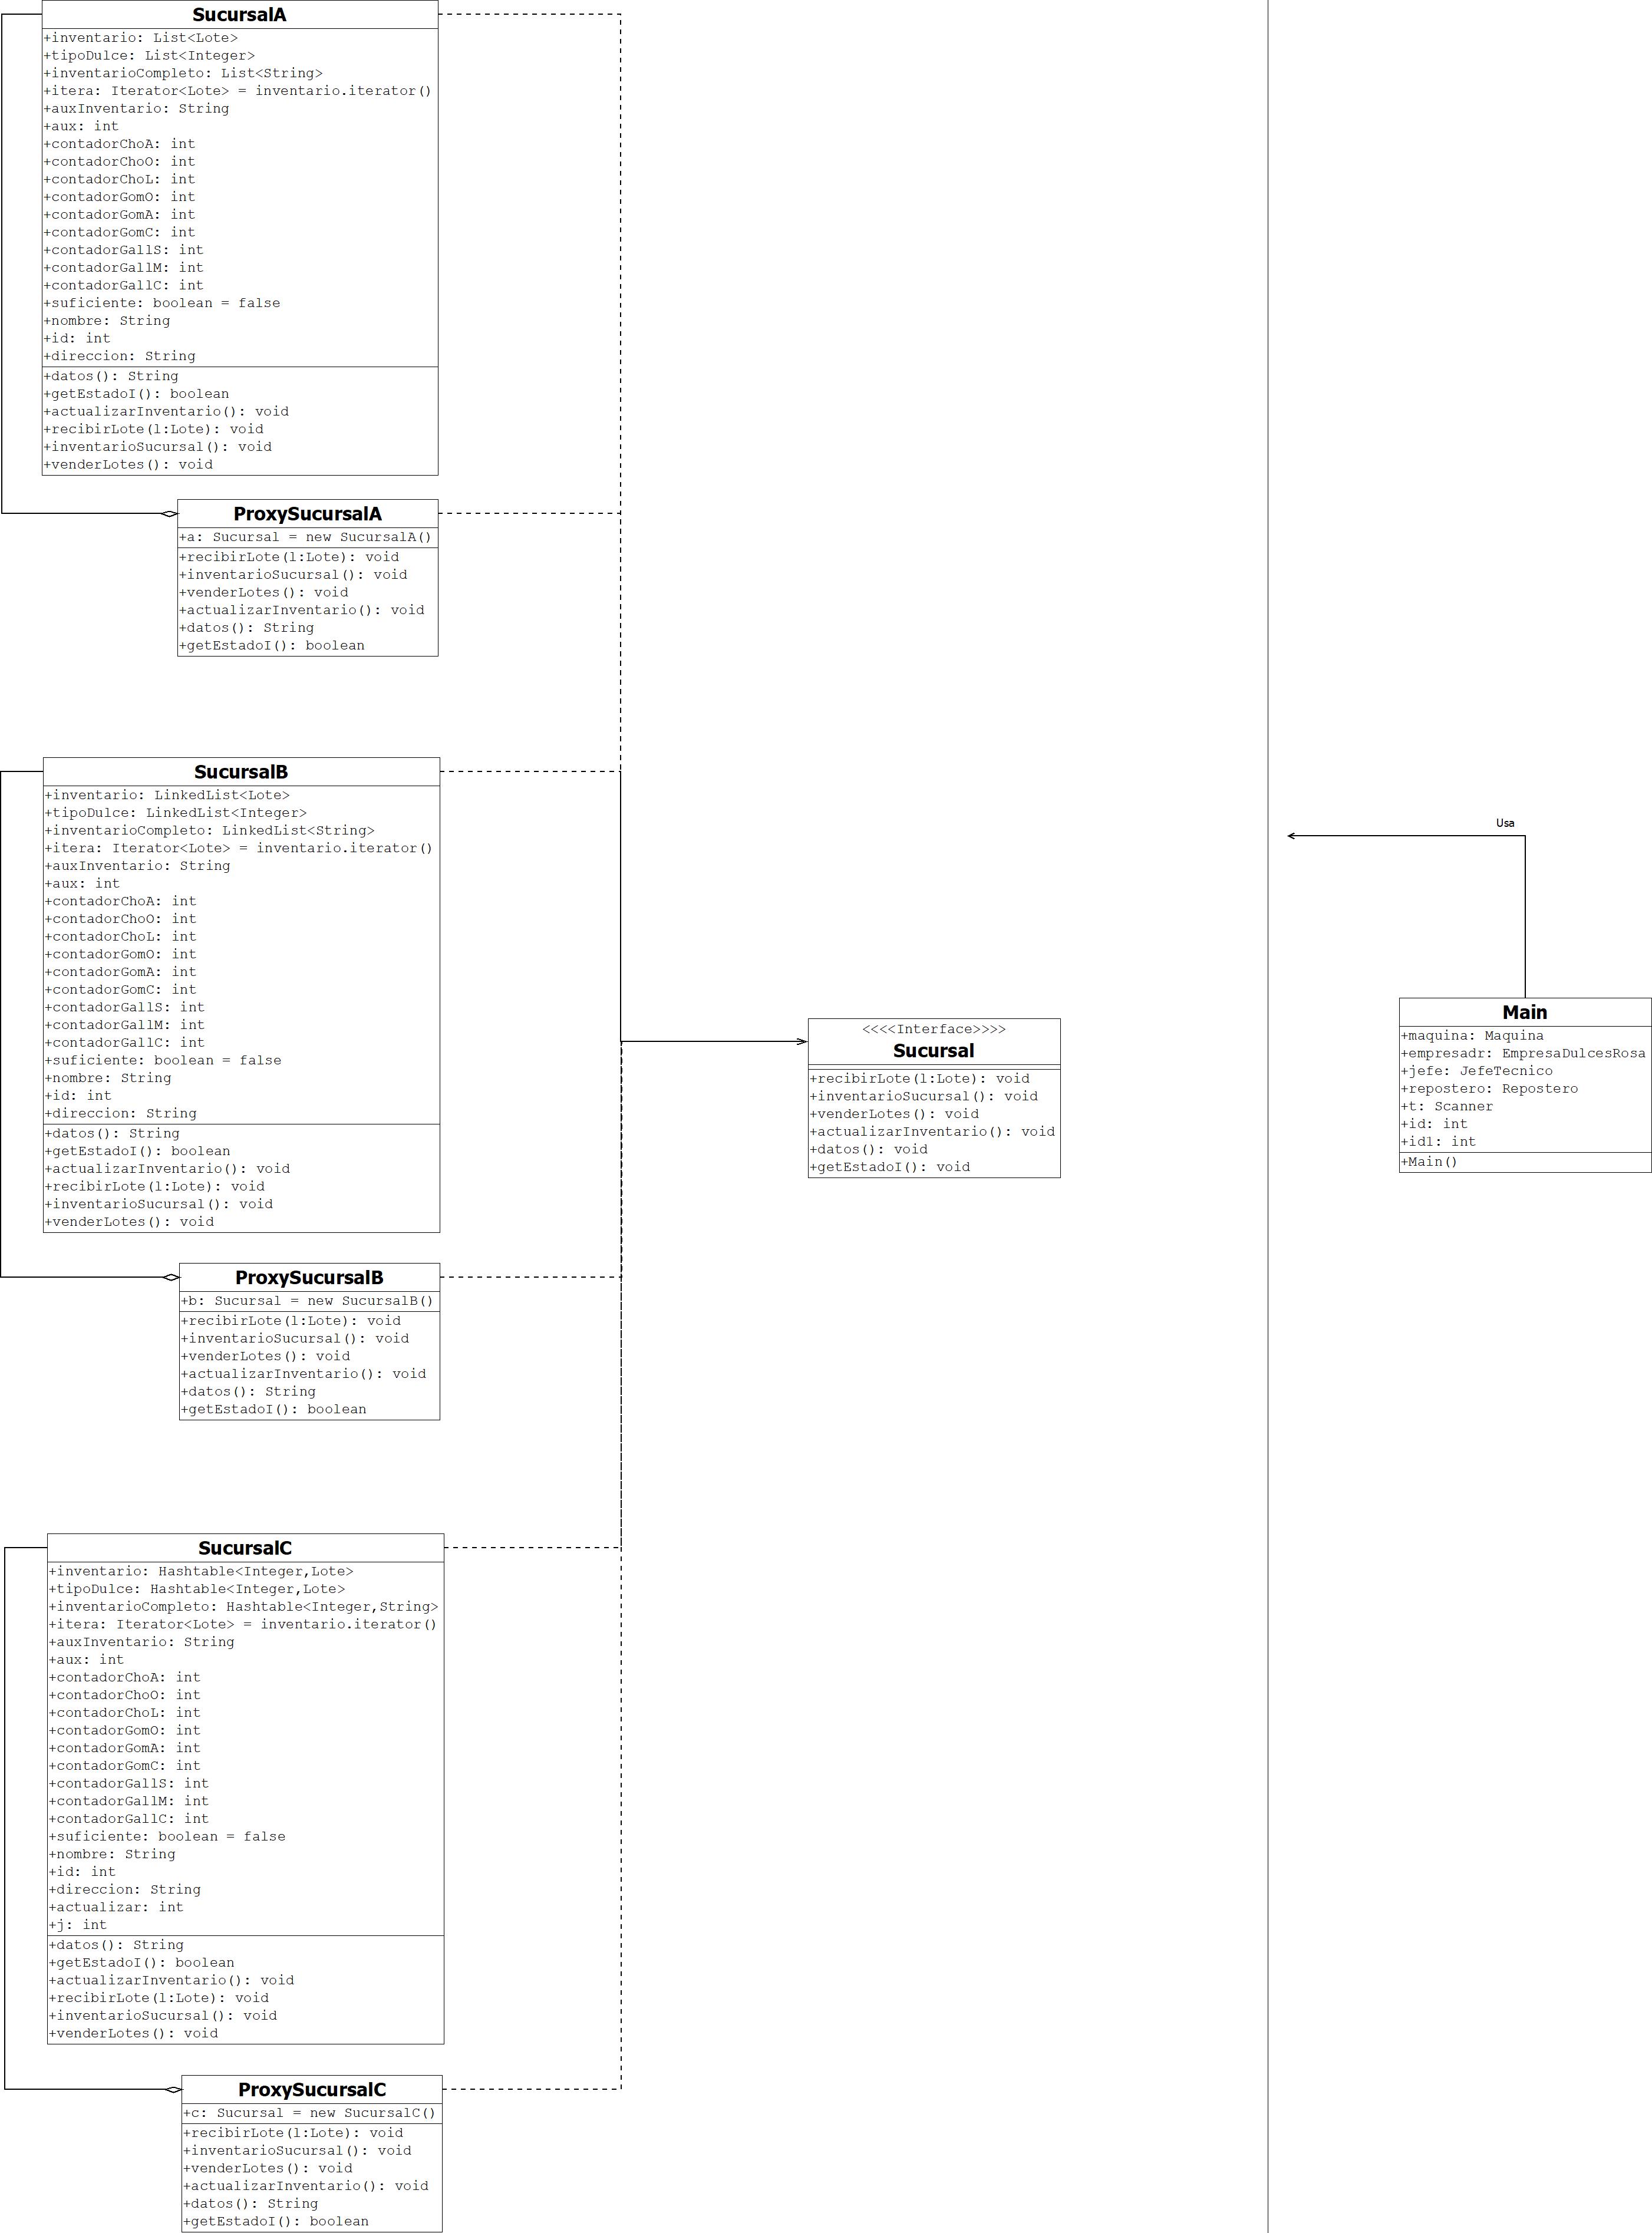 SucursalA
+inventario: List<Lote>
+tipoDulce: List<Integer>
+inventarioCompleto: List<String>
+itera: Iterator<Lote> = inventario.iterator()
+auxInventario: String
+aux: int
+contadorChoA: int
+contadorChoO: int
+contadorChoL: int
+contadorGomO: int
+contadorGomA: int
+contadorGomC: int
+contadorGallS: int
+contadorGallM: int
+contadorGallC: int
+suficiente: boolean = false
+nombre: String
+id: int
+direccion: String
+datos(): String
+getEstadoI(): boolean
+actualizarInventario(): void
+recibirLote(l:Lote): void
+inventarioSucursal(): void
+venderLotes(): void
ProxySucursalA
+a: Sucursal = new SucursalA()
+recibirLote(l:Lote): void
+inventarioSucursal(): void
+venderLotes(): void
+actualizarInventario(): void
+datos(): String
+getEstadoI(): boolean
SucursalB
+inventario: LinkedList<Lote>
+tipoDulce: LinkedList<Integer>
+inventarioCompleto: LinkedList<String>
+itera: Iterator<Lote> = inventario.iterator()
+auxInventario: String
+aux: int
+contadorChoA: int
+contadorChoO: int
+contadorChoL: int
+contadorGomO: int
+contadorGomA: int
+contadorGomC: int
+contadorGallS: int
+contadorGallM: int
+contadorGallC: int
+suficiente: boolean = false
+nombre: String
+id: int
+direccion: String
+datos(): String
+getEstadoI(): boolean
+actualizarInventario(): void
+recibirLote(l:Lote): void
+inventarioSucursal(): void
+venderLotes(): void
ProxySucursalB
+b: Sucursal = new SucursalB()
+recibirLote(l:Lote): void
+inventarioSucursal(): void
+venderLotes(): void
+actualizarInventario(): void
+datos(): String
+getEstadoI(): boolean
SucursalC
+inventario: Hashtable<Integer,Lote>
+tipoDulce: Hashtable<Integer,Lote>
+inventarioCompleto: Hashtable<Integer,String>
+itera: Iterator<Lote> = inventario.iterator()
+auxInventario: String
+aux: int
+contadorChoA: int
+contadorChoO: int
+contadorChoL: int
+contadorGomO: int
+contadorGomA: int
+contadorGomC: int
+contadorGallS: int
+contadorGallM: int
+contadorGallC: int
+suficiente: boolean = false
+nombre: String
+id: int
+direccion: String
+actualizar: int
+j: int
+datos(): String
+getEstadoI(): boolean
+actualizarInventario(): void
+recibirLote(l:Lote): void
+inventarioSucursal(): void
+venderLotes(): void
ProxySucursalC
+c: Sucursal = new SucursalC()
+recibirLote(l:Lote): void
+inventarioSucursal(): void
+venderLotes(): void
+actualizarInventario(): void
+datos(): String
+getEstadoI(): boolean
<<<<Interface>>>>
Sucursal
+recibirLote(l:Lote): void
+inventarioSucursal(): void
+venderLotes(): void
+actualizarInventario(): void
+datos(): void
+getEstadoI(): void
Usa
Main
+maquina: Maquina
+empresadr: EmpresaDulcesRosa
+jefe: JefeTecnico
+repostero: Repostero
+t: Scanner
+id: int
+id1: int
+Main()